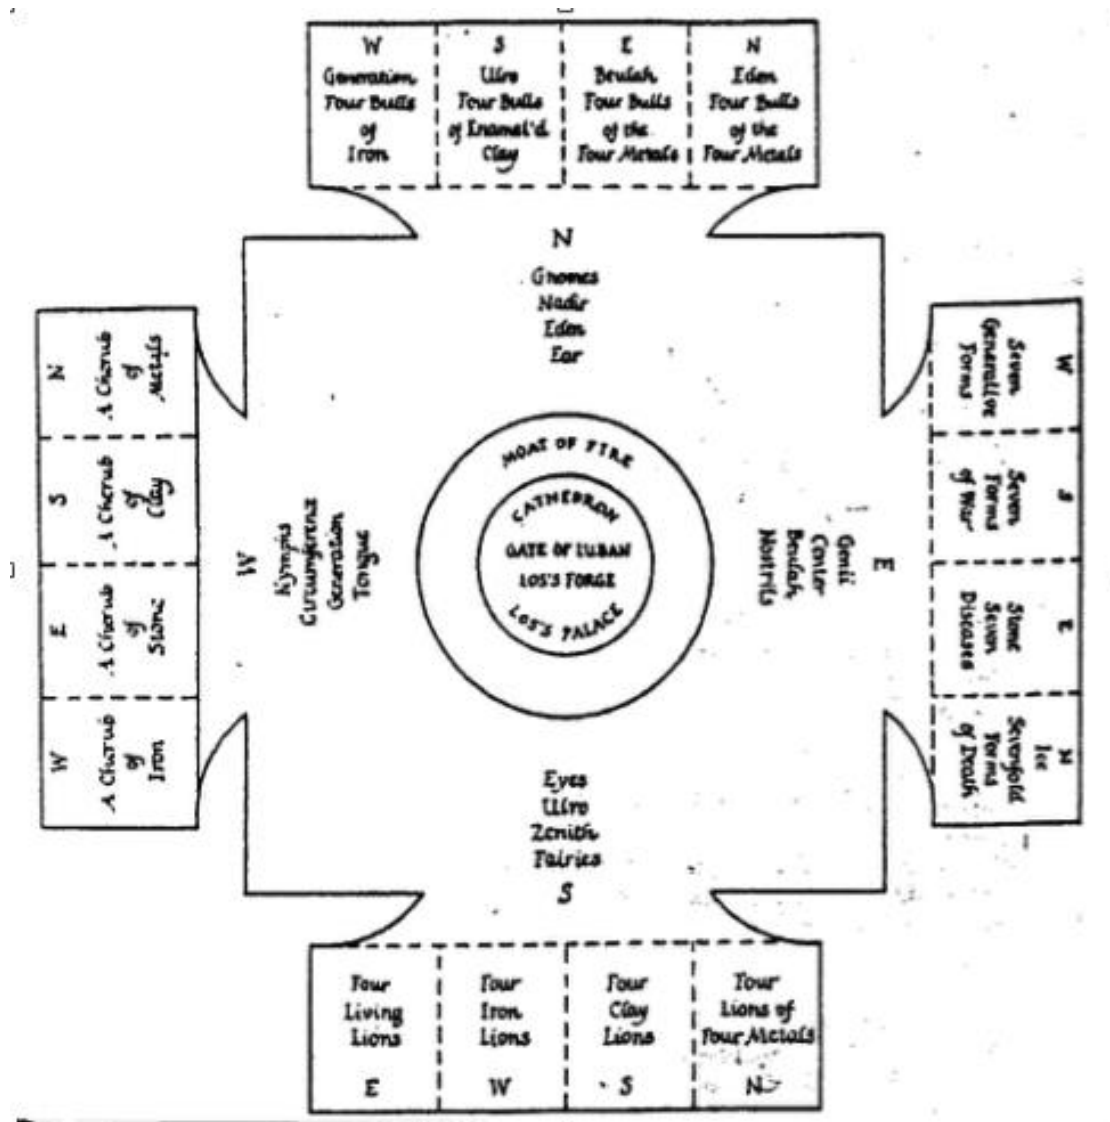 W
Generation
Four Bulls
of
Iron
S
Ulro
Four Bulls
of Enamel'd
Clay
E
Beulah
Four Bulls
of the
Four Metals
N
Eden
Four Bulls
of the
Four Metals
N
Gnomes
Nadir
Eden
Ear
N
A Cherub
of
Metals
S
A Cherub
of
Clay
E
A Cherub
of
Stone
W
A Cherub
of
Iron
W
Nymphs
Circumference
Generation
Tongue
MOAT OF FIRE
CATHEDRON
GATE OF LUBAN
LOS'S FORGE
LOS'S PALACE
E
Genii
Center
Beulah
Nostrils
W
Seven
Generative
Forms
S
Seven
Forms
of War
E
Stone
Seven
Diseases
N
Ice
Sevenfold
Forms
of Death
Eyes
Ulro
Zenith
Fairies
S
Four
Living
Lions
E
Four
Iron
Lions
W
Four
Clay
Lions
S
Four
Lions of
Four Metals
N